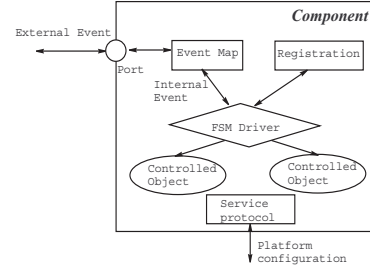 Component
External Event
Port
Event Map
Registration
Internal
Event
FSM Driver
Controlled
Object
Controlled
Object
Service
protocol
Platform
configuration